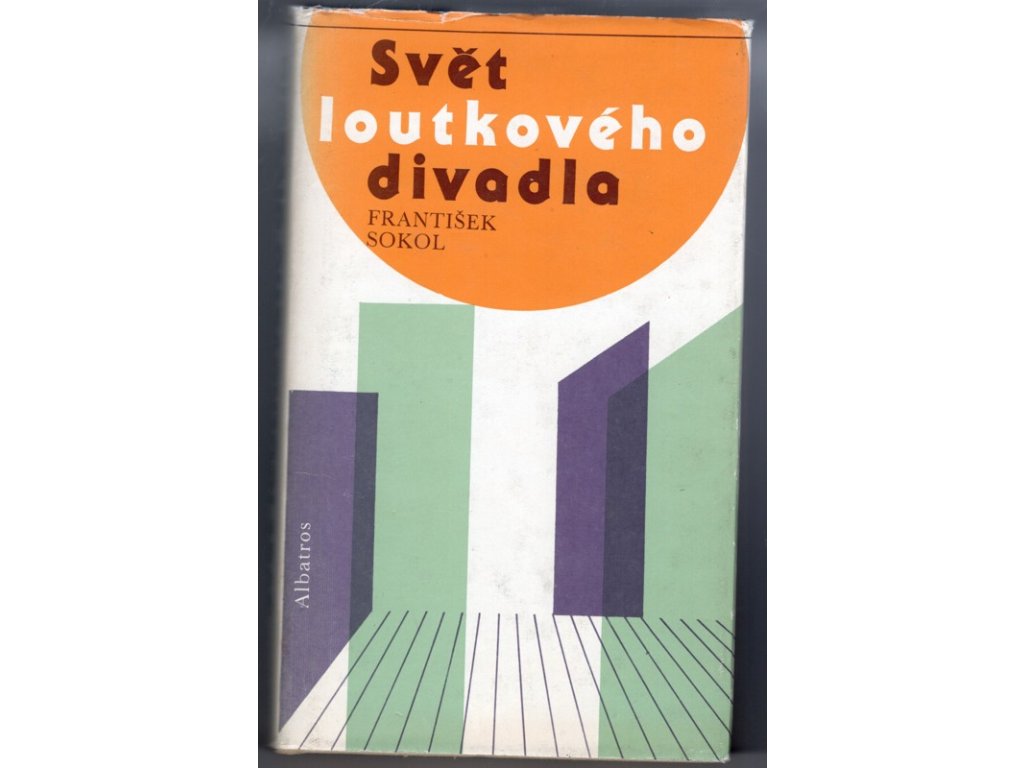 Svět
loutkového
divadla
FRANTIŠEK
SOKOL
Albatros